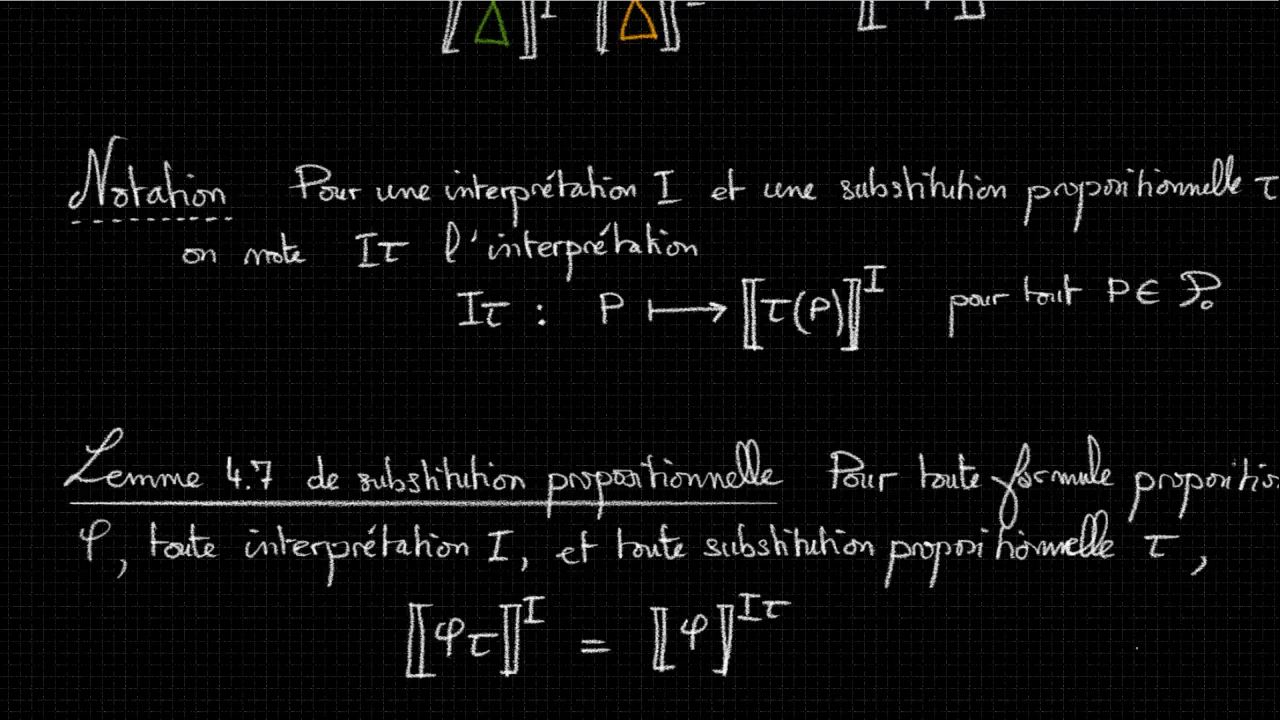 ⟦Δ⟧^I ⟦Δ⟧
Notation Pour une interprétation I et une substitution propositionnelle τ
on note Iτ l'interprétation
Iτ : P ⟼ ⟦τ(P)⟧^I pour tout P ∈ 𝒫₀
Lemme 4.7 de substitution propositionnelle Pour toute formule propositio
φ, toute interprétation I, et toute substitution propositionnelle τ,
⟦φτ⟧^I = ⟦φ⟧^Iτ